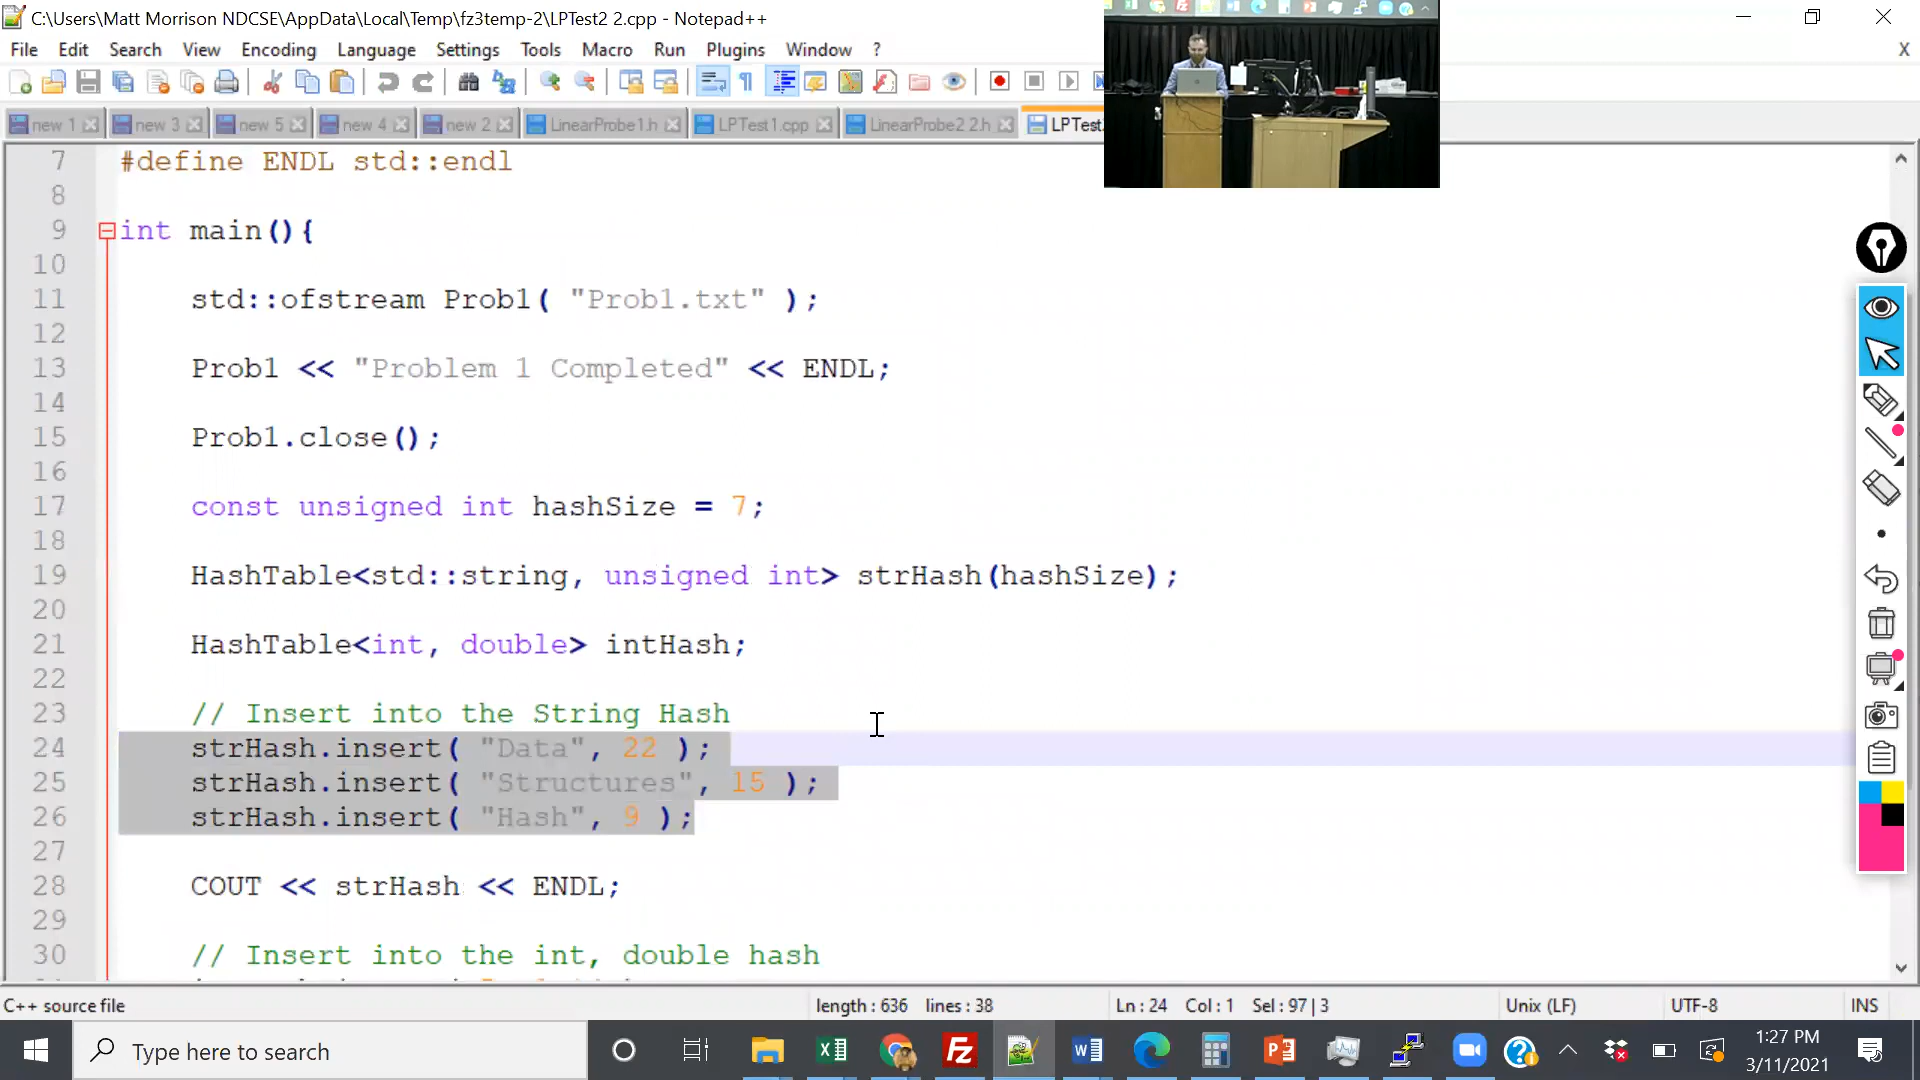 C:\Users\Matt Morrison NDCSE\AppData\Local\Temp\fz3temp-2\LPTest2 2.cpp - Notepad++
File Edit Search View Encoding Language Settings Tools Macro Run Plugins Window ? X
new 1 new 3 new 5 new 4 new 2 LinearProbe1.h LPTest1.cpp LinearProbe2 2.h LPTest
7 #define ENDL std::endl
8
9 int main(){
10
11 std::ofstream Prob1( "Prob1.txt" );
12
13 Prob1 << "Problem 1 Completed" << ENDL;
14
15 Prob1.close();
16
17 const unsigned int hashSize = 7;
18
19 HashTable<std::string, unsigned int> strHash(hashSize);
20
21 HashTable<int, double> intHash;
22
23 // Insert into the String Hash
24 strHash.insert( "Data", 22 );
25 strHash.insert( "Structures", 15 );
26 strHash.insert( "Hash", 9 );
27
28 COUT << strHash << ENDL;
29
30 // Insert into the int, double hash
C++ source file length : 636 lines : 38 Ln : 24 Col : 1 Sel : 97 | 3 Unix (LF) UTF-8 INS
Type here to search
1:27 PM
3/11/2021